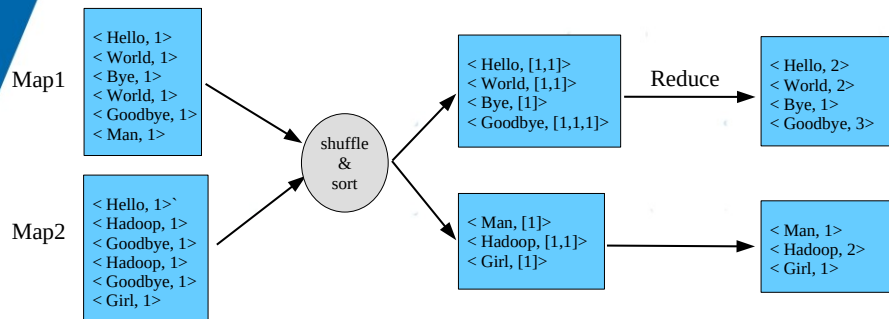 Map1
< Hello, 1>
< World, 1>
< Bye, 1>
< World, 1>
< Goodbye, 1>
< Man, 1>
Map2
< Hello, 1>`
< Hadoop, 1>
< Goodbye, 1>
< Hadoop, 1>
< Goodbye, 1>
< Girl, 1>
shuffle
&
sort
< Hello, [1,1]>
< World, [1,1]>
< Bye, [1]>
< Goodbye, [1,1,1]>
< Man, [1]>
< Hadoop, [1,1]>
< Girl, [1]>
Reduce
< Hello, 2>
< World, 2>
< Bye, 1>
< Goodbye, 3>
< Man, 1>
< Hadoop, 2>
< Girl, 1>